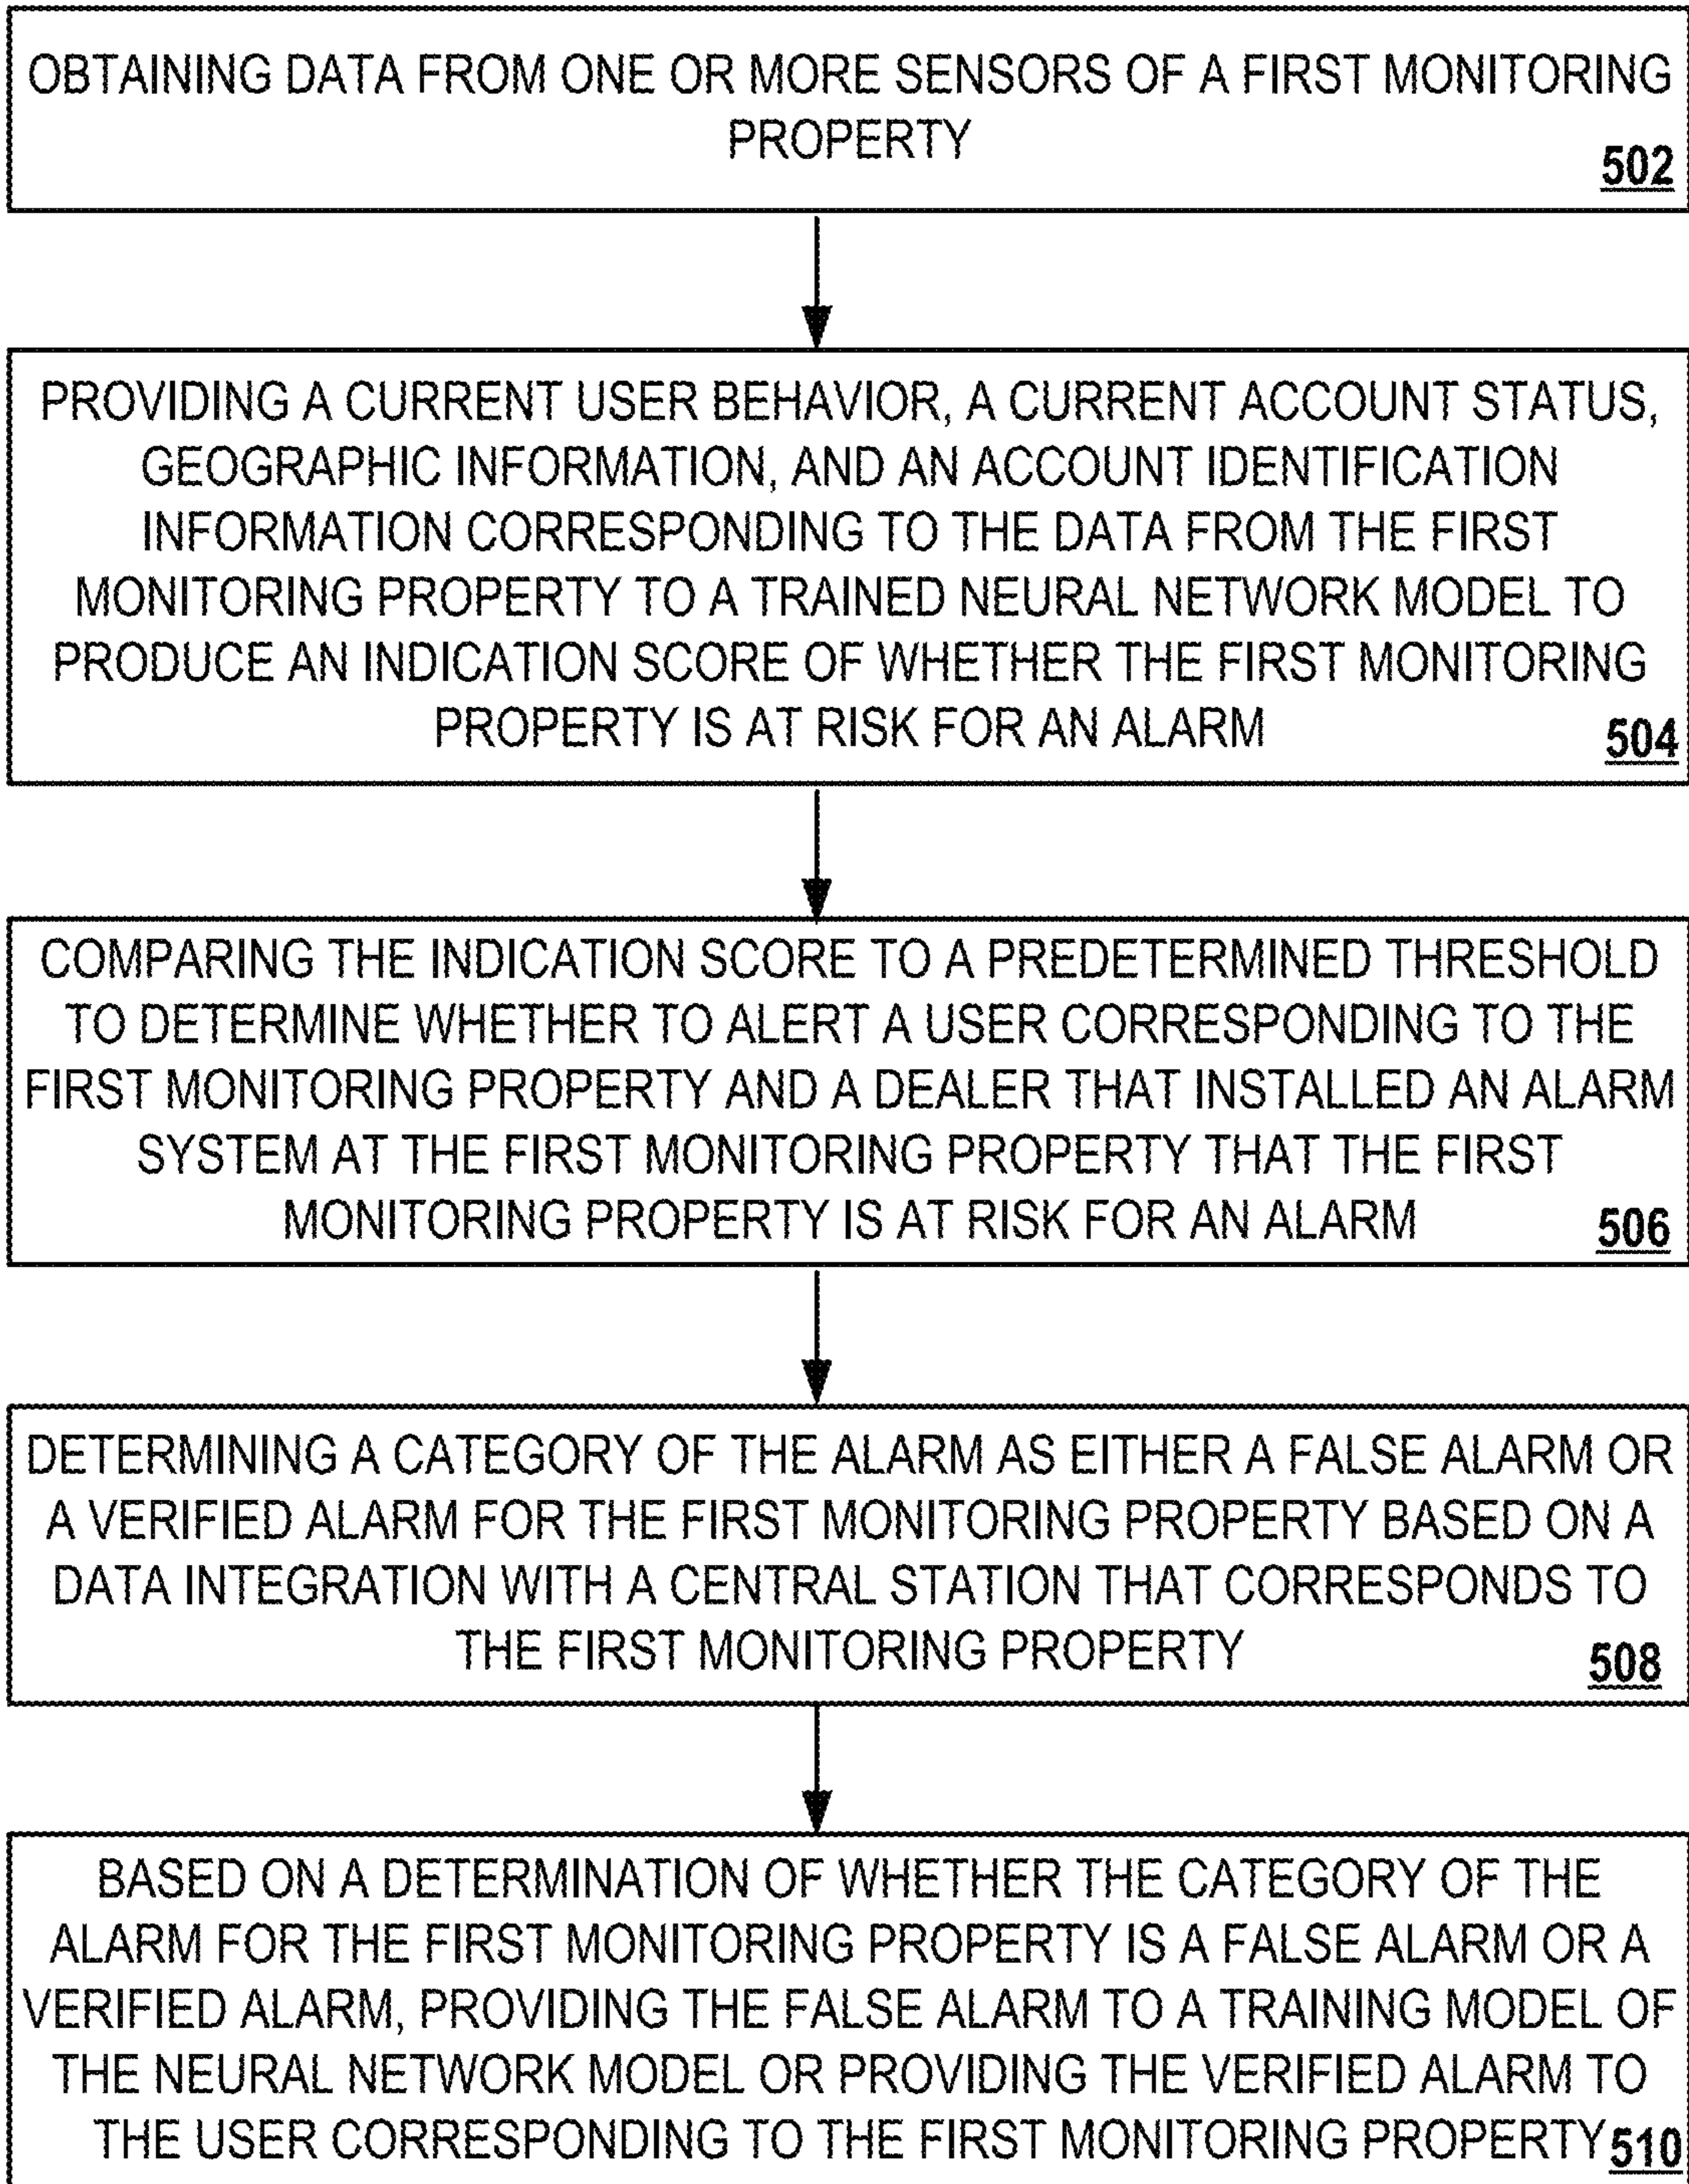 OBTAINING DATA FROM ONE OR MORE SENSORS OF A FIRST MONITORING
PROPERTY
502
PROVIDING A CURRENT USER BEHAVIOR, A CURRENT ACCOUNT STATUS,
GEOGRAPHIC INFORMATION, AND AN ACCOUNT IDENTIFICATION
INFORMATION CORRESPONDING TO THE DATA FROM THE FIRST
MONITORING PROPERTY TO A TRAINED NEURAL NETWORK MODEL TO
PRODUCE AN INDICATION SCORE OF WHETHER THE FIRST MONITORING
PROPERTY IS AT RISK FOR AN ALARM
504
COMPARING THE INDICATION SCORE TO A PREDETERMINED THRESHOLD
TO DETERMINE WHETHER TO ALERT A USER CORRESPONDING TO THE
FIRST MONITORING PROPERTY AND A DEALER THAT INSTALLED AN ALARM
SYSTEM AT THE FIRST MONITORING PROPERTY THAT THE FIRST
MONITORING PROPERTY IS AT RISK FOR AN ALARM
506
DETERMINING A CATEGORY OF THE ALARM AS EITHER A FALSE ALARM OR
A VERIFIED ALARM FOR THE FIRST MONITORING PROPERTY BASED ON A
DATA INTEGRATION WITH A CENTRAL STATION THAT CORRESPONDS TO
THE FIRST MONITORING PROPERTY
508
BASED ON A DETERMINATION OF WHETHER THE CATEGORY OF THE
ALARM FOR THE FIRST MONITORING PROPERTY IS A FALSE ALARM OR A
VERIFIED ALARM, PROVIDING THE FALSE ALARM TO A TRAINING MODEL OF
THE NEURAL NETWORK MODEL OR PROVIDING THE VERIFIED ALARM TO
THE USER CORRESPONDING TO THE FIRST MONITORING PROPERTY 510